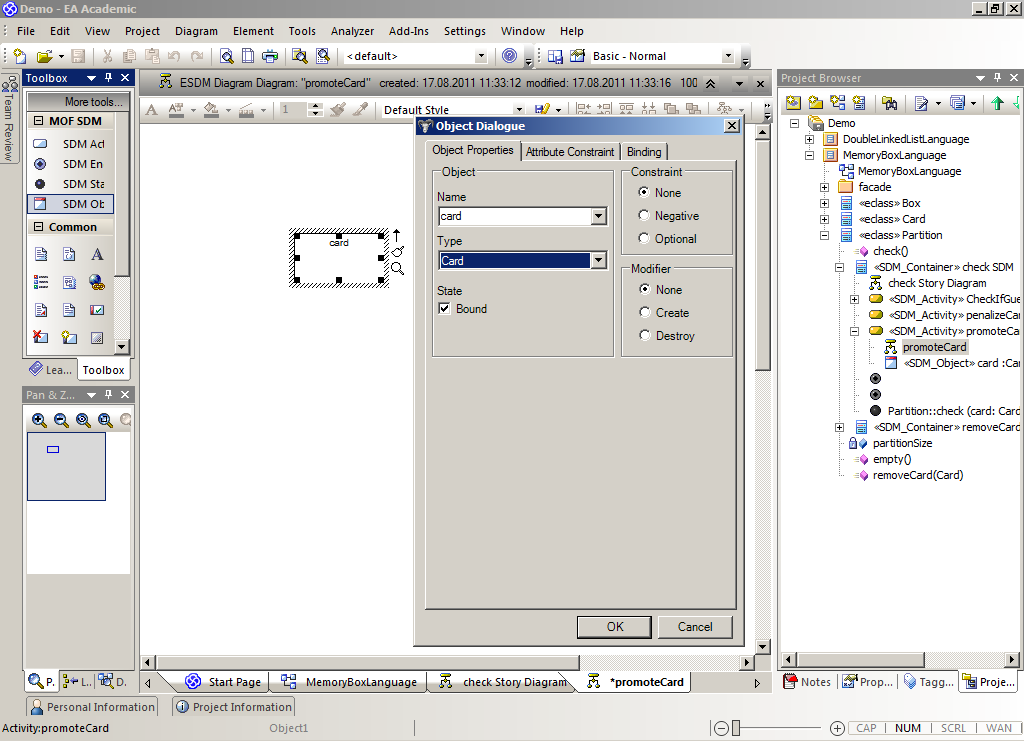 Demo - EA Academic
File Edit View Project Diagram Element Tools Analyzer Add-Ins Settings Window Help
<default> Basic - Normal
Team Review
Toolbox
More tools...
MOF SDM
SDM Act
SDM En
SDM Sta
SDM Ob
Common
Lea... Toolbox
Pan & Z...
P. L.. D.
ESDM Diagram Diagram: "promoteCard" created: 17.08.2011 11:33:12 modified: 17.08.2011 11:33:16 100
1 Default Style
card
Object Dialogue
Object Properties Attribute Constraint Binding
Object
Name
card
Type
Card
State
Bound
Constraint
None
Negative
Optional
Modifier
None
Create
Destroy
OK Cancel
Start Page MemoryBoxLanguage check Story Diagram *promoteCard
Project Browser
Demo
DoubleLinkedListLanguage
MemoryBoxLanguage
MemoryBoxLanguage
facade
«eclass» Box
«eclass» Card
«eclass» Partition
check()
«SDM_Container» check SDM
check Story Diagram
«SDM_Activity» CheckIfGue
«SDM_Activity» penalizeCar
«SDM_Activity» promoteCa
promoteCard
«SDM_Object» card :Car
Partition::check (card: Card
«SDM_Container» removeCard
partitionSize
empty()
removeCard(Card)
Notes Prop... Tagg... Proje...
Personal Information Project Information
Activity:promoteCard Object1 CAP NUM SCRL WAN